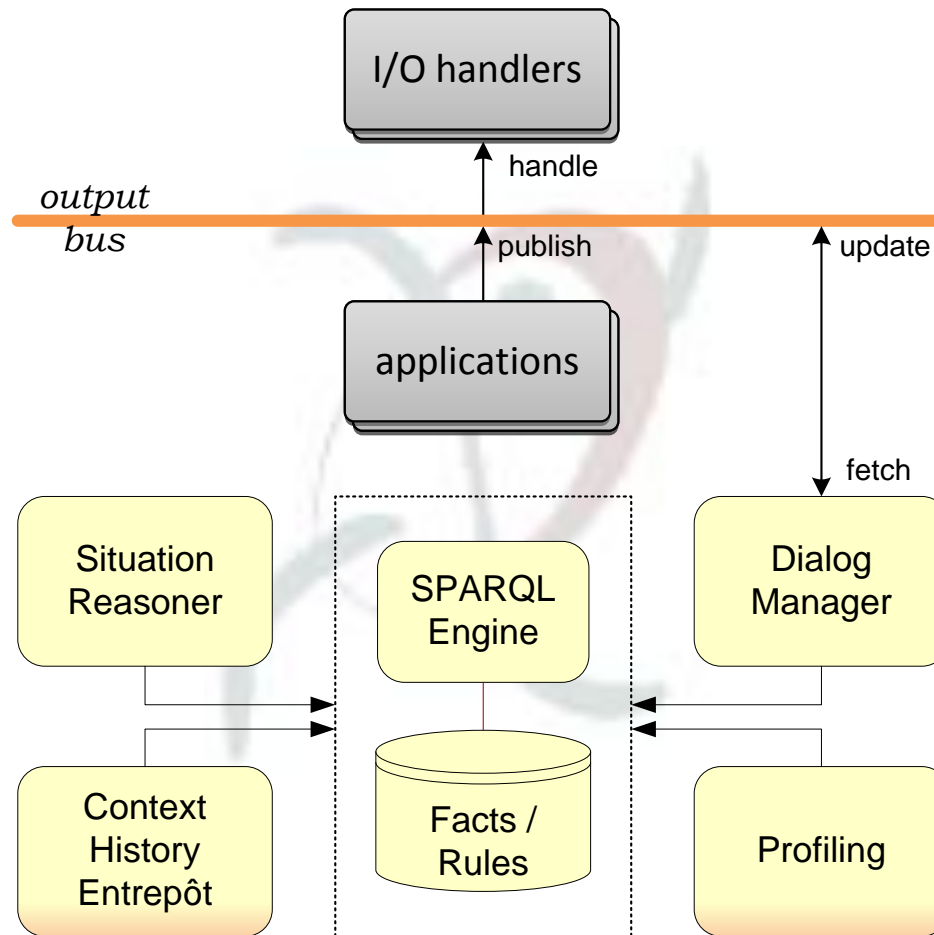 I/O handlers
handle
output
bus
publish
update
applications
fetch
Situation
Reasoner
SPARQL
Engine
Dialog
Manager
Context
History
Entrepôt
Facts /
Rules
Profiling